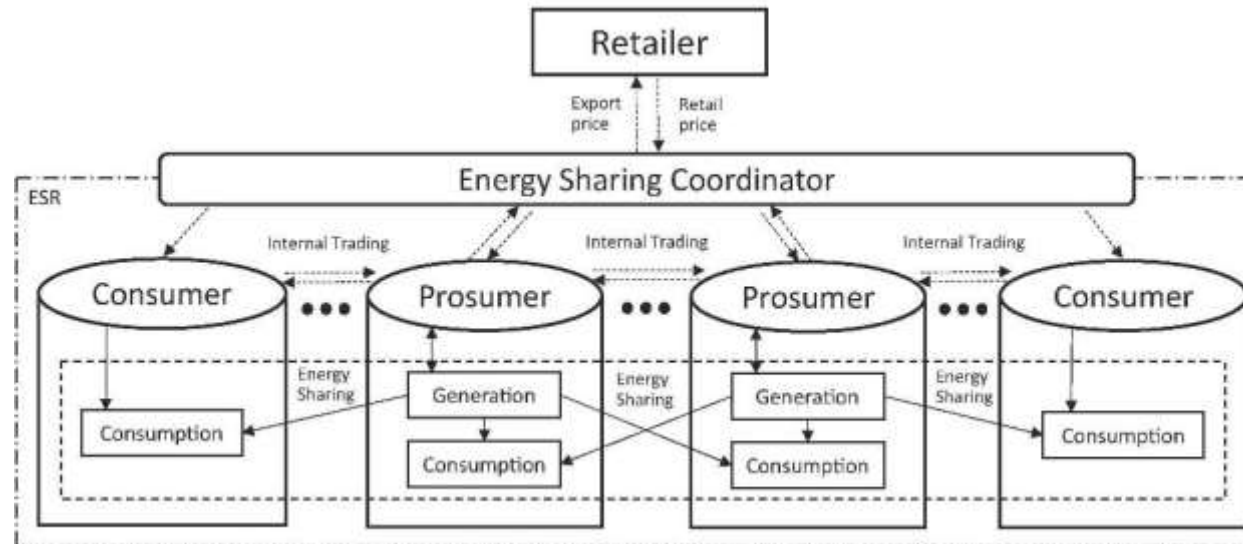 Retailer
Export
price
Retail
price
Energy Sharing Coordinator
ESR
Internal Trading
Internal Trading
Internal Trading
Consumer
Prosumer
Prosumer
Consumer
Energy
Sharing
Energy
Sharing
Energy
Sharing
Generation
Generation
Consumption
Consumption
Consumption
Consumption